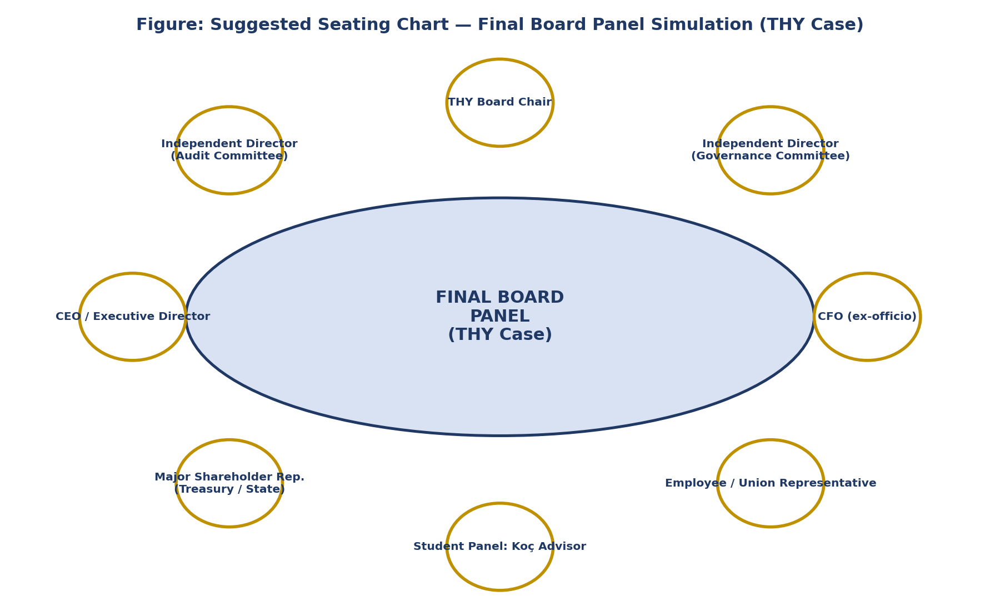 Figure: Suggested Seating Chart — Final Board Panel Simulation (THY Case)
THY Board Chair
Independent Director
(Audit Committee)
Independent Director
(Governance Committee)
CEO / Executive Director
FINAL BOARD
PANEL
(THY Case)
CFO (ex-officio)
Major Shareholder Rep.
(Treasury / State)
Employee / Union Representative
Student Panel: Koç Advisor